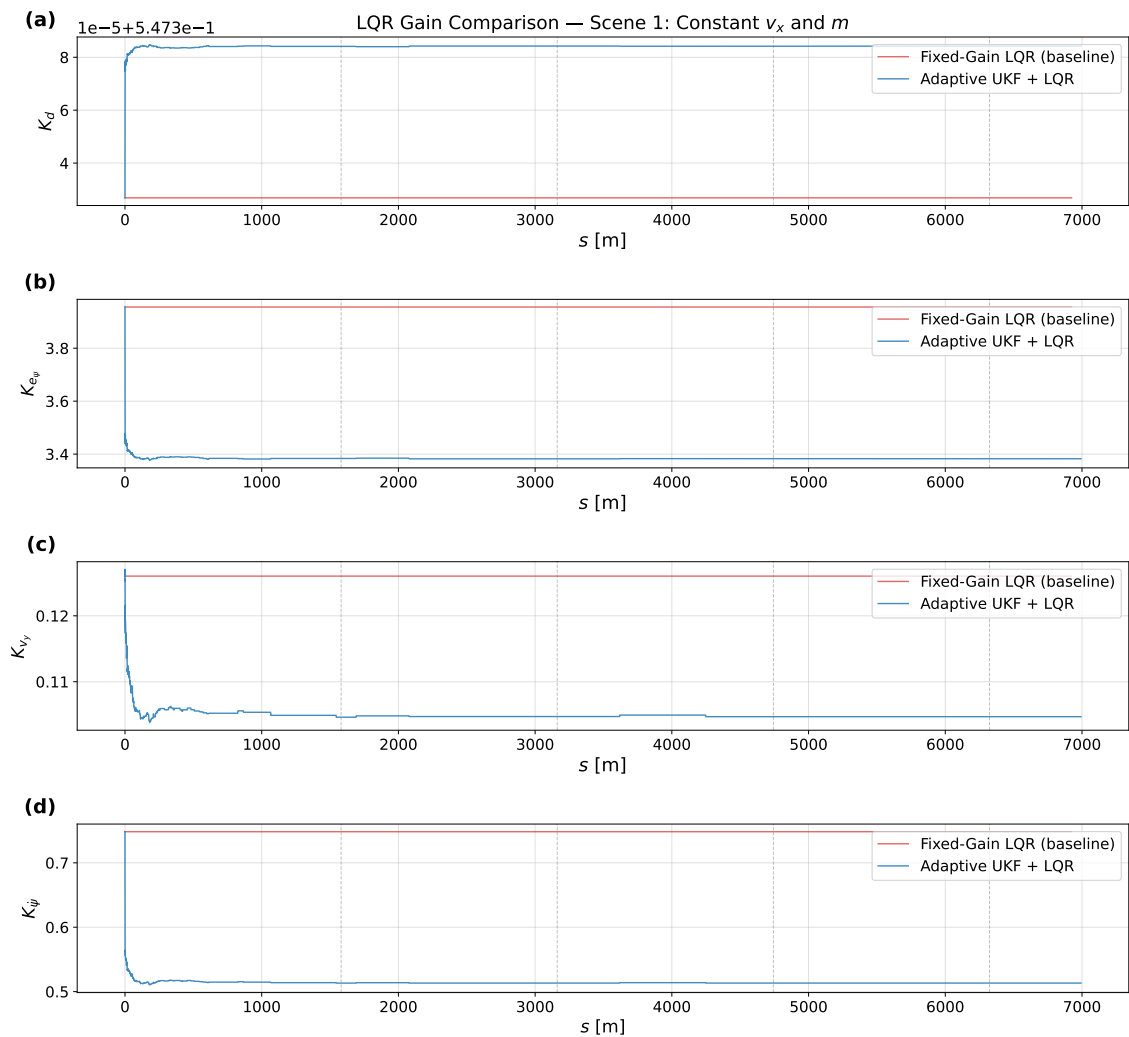 (a)
LQR Gain Comparison — Scene 1: Constant v_x and m
1e−5+5.473e−1
8
6
4
K_d
Fixed-Gain LQR (baseline)
Adaptive UKF + LQR
0 1000 2000 3000 4000 5000 6000 7000
s [m]
(b)
3.8
3.6
3.4
K_{e_ψ}
Fixed-Gain LQR (baseline)
Adaptive UKF + LQR
0 1000 2000 3000 4000 5000 6000 7000
s [m]
(c)
0.12
0.11
K_{v_y}
Fixed-Gain LQR (baseline)
Adaptive UKF + LQR
0 1000 2000 3000 4000 5000 6000 7000
s [m]
(d)
0.7
0.6
0.5
K_ψ̇
Fixed-Gain LQR (baseline)
Adaptive UKF + LQR
0 1000 2000 3000 4000 5000 6000 7000
s [m]